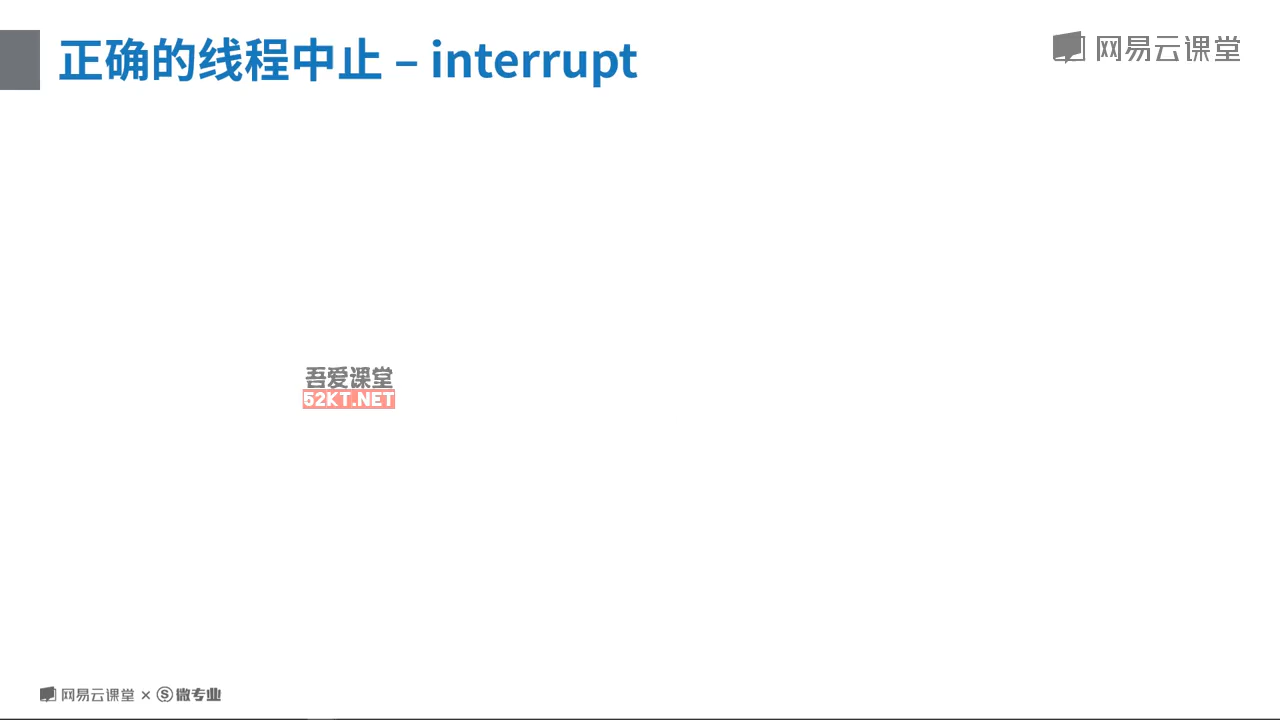 正确的线程中止 – interrupt
网易云课堂
吾爱课堂
52KT.NET
网易云课堂 × S 微专业